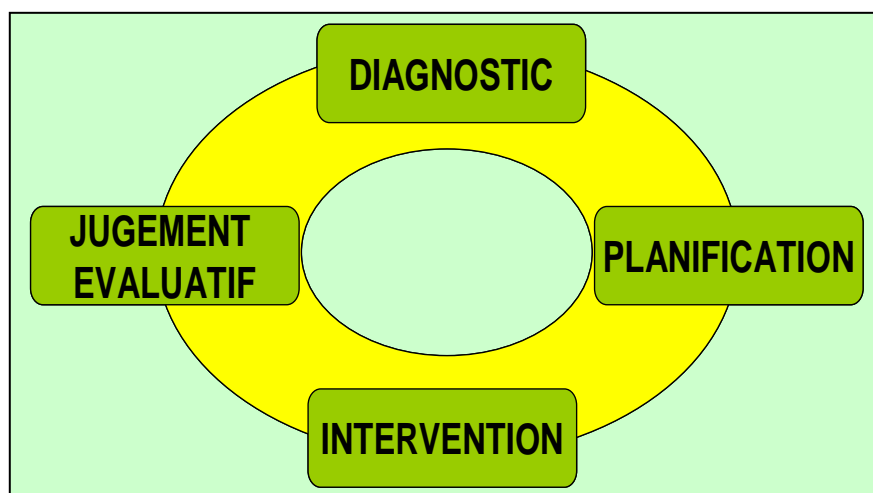 DIAGNOSTIC
JUGEMENT
EVALUATIF
PLANIFICATION
INTERVENTION